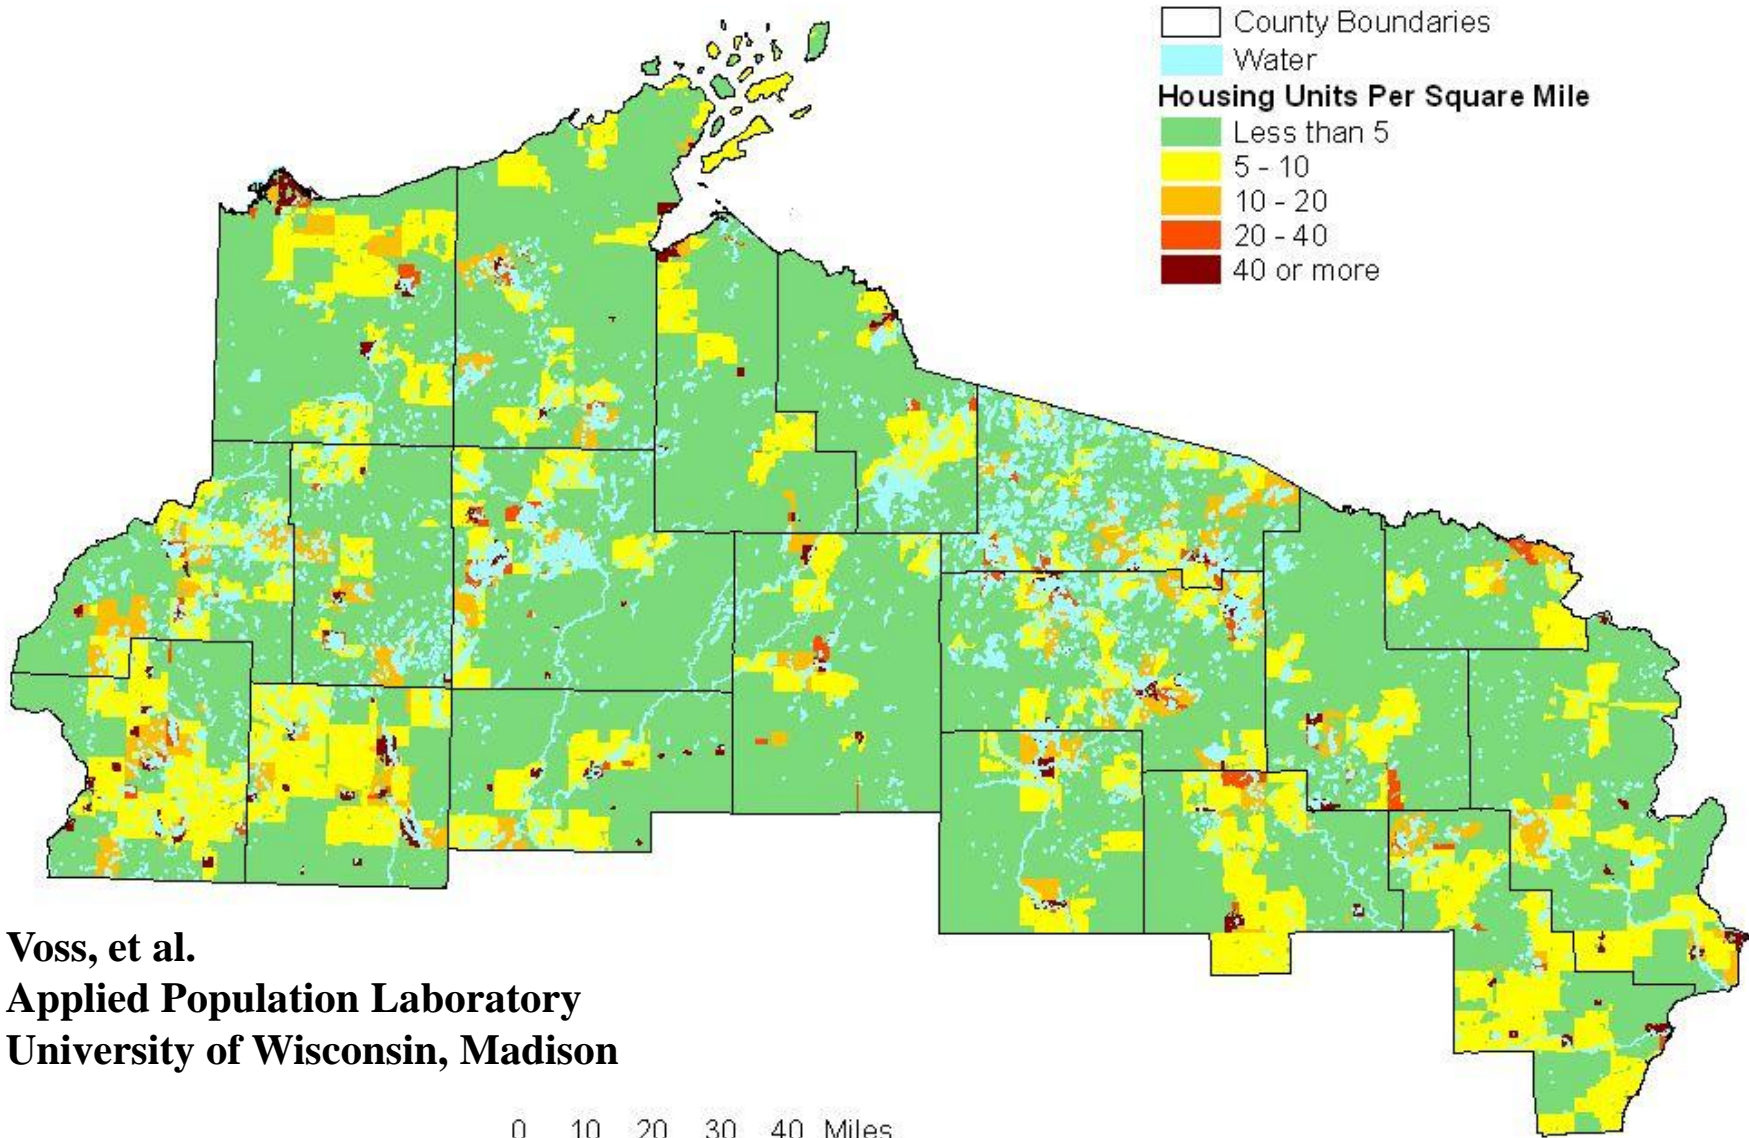 County Boundaries
Water
Housing Units Per Square Mile
Less than 5
5 - 10
10 - 20
20 - 40
40 or more
Voss, et al.
Applied Population Laboratory
University of Wisconsin, Madison
0 10 20 30 40 Miles